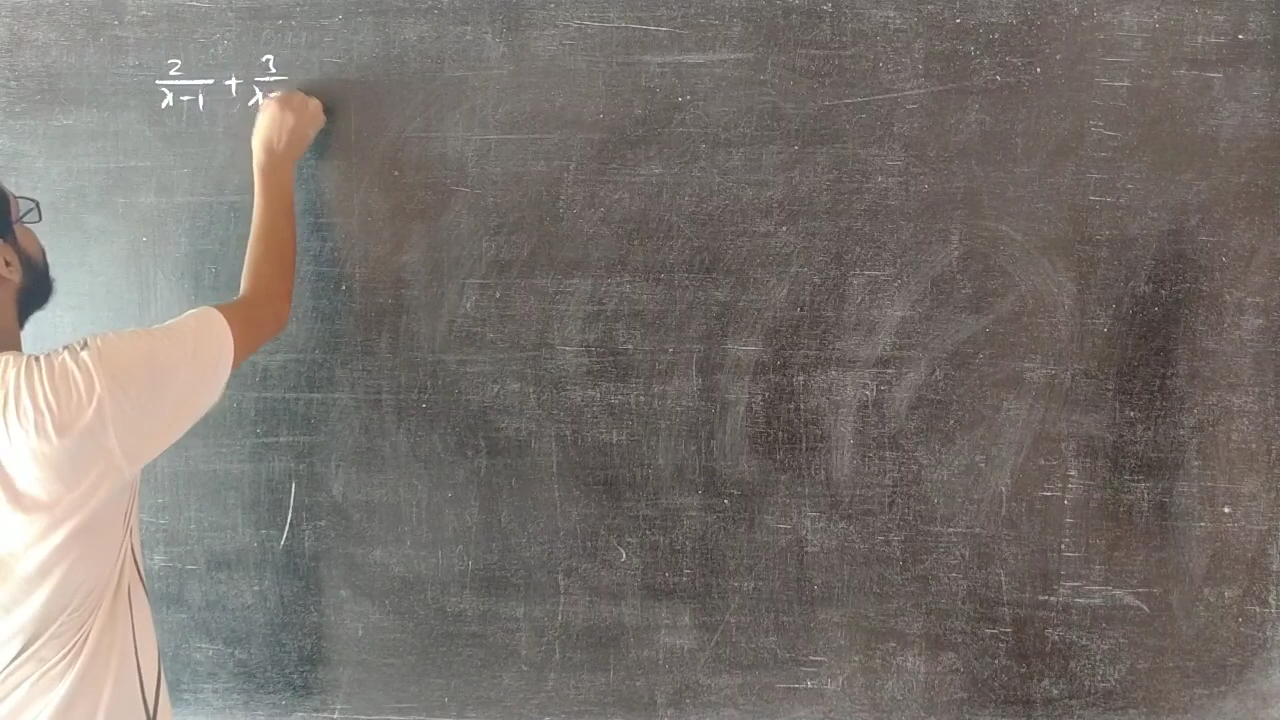 2/(x-1) + 3/(x-